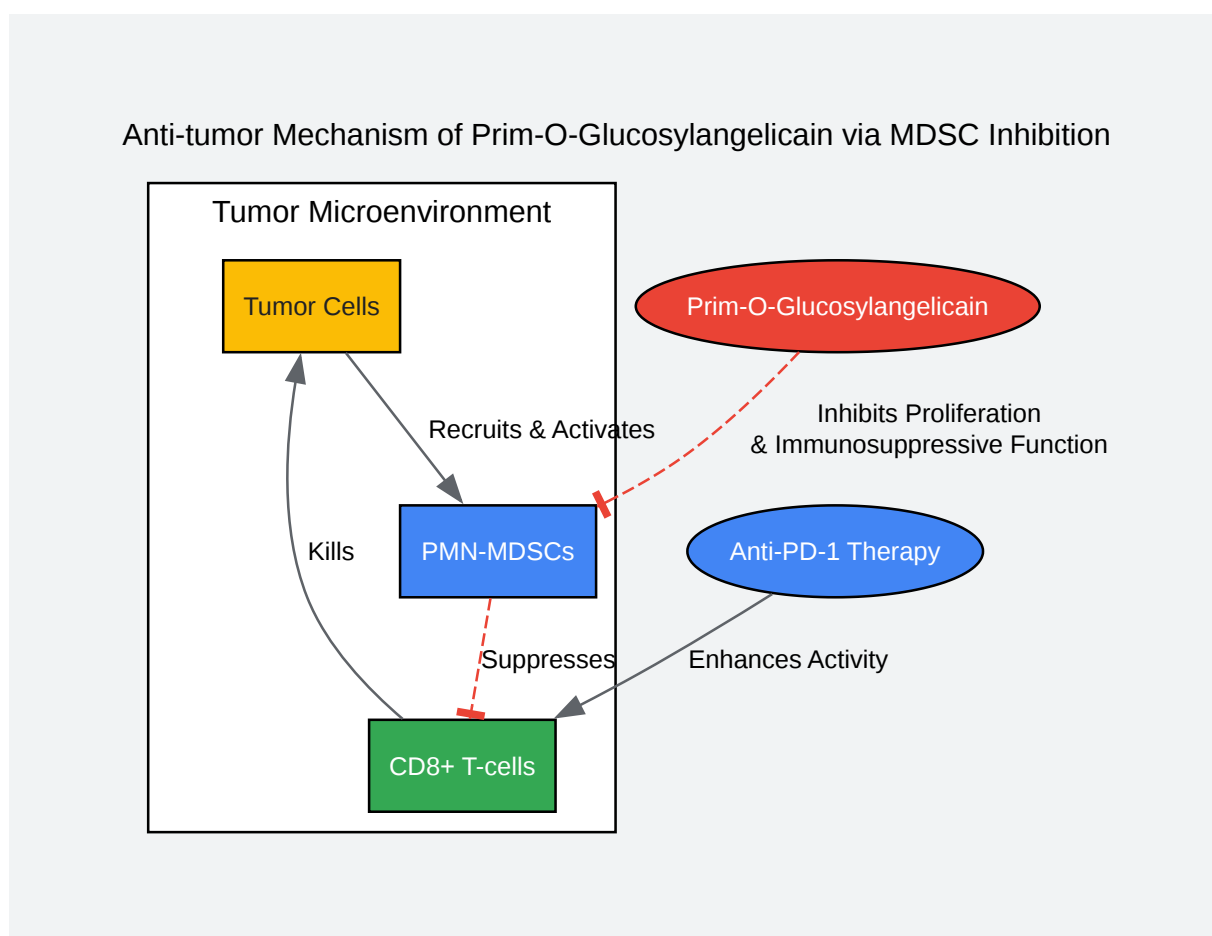 Anti-tumor Mechanism of Prim-O-Glucosylangelicain via MDSC Inhibition
Tumor Microenvironment
Tumor Cells
Prim-O-Glucosylangelicain
Recruits & Activates
Inhibits Proliferation
& Immunosuppressive Function
Kills
PMN-MDSCs
Anti-PD-1 Therapy
Suppresses
Enhances Activity
CD8+ T-cells